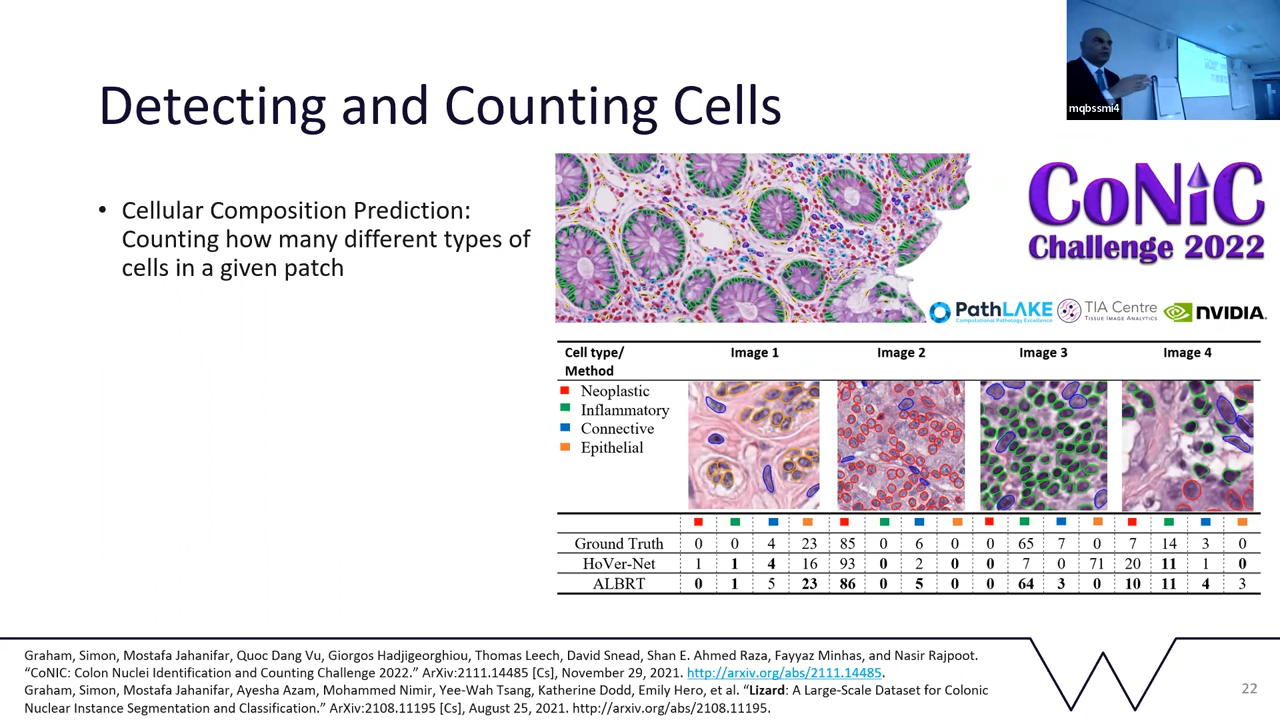 mqbssmi4
Detecting and Counting Cells
• Cellular Composition Prediction:
Counting how many different types of
cells in a given patch
CoNiC
Challenge 2022
PathLAKE
Computational Pathology Excellence
TIA Centre
Tissue Image Analytics
NVIDIA.
Cell type/ Image 1 Image 2 Image 3 Image 4
Method
Neoplastic
Inflammatory
Connective
Epithelial
Ground Truth 0 0 4 23 85 0 6 0 0 65 7 0 7 14 3 0
HoVer-Net 1 1 4 16 93 0 2 0 0 7 0 71 20 11 1 0
ALBRT 0 1 5 23 86 0 5 0 0 64 3 0 10 11 4 3
Graham, Simon, Mostafa Jahanifar, Quoc Dang Vu, Giorgos Hadjigeorghiou, Thomas Leech, David Snead, Shan E. Ahmed Raza, Fayyaz Minhas, and Nasir Rajpoot.
“CoNIC: Colon Nuclei Identification and Counting Challenge 2022.” ArXiv:2111.14485 [Cs], November 29, 2021. http://arxiv.org/abs/2111.14485.
Graham, Simon, Mostafa Jahanifar, Ayesha Azam, Mohammed Nimir, Yee-Wah Tsang, Katherine Dodd, Emily Hero, et al. “Lizard: A Large-Scale Dataset for Colonic
Nuclear Instance Segmentation and Classification.” ArXiv:2108.11195 [Cs], August 25, 2021. http://arxiv.org/abs/2108.11195.
22